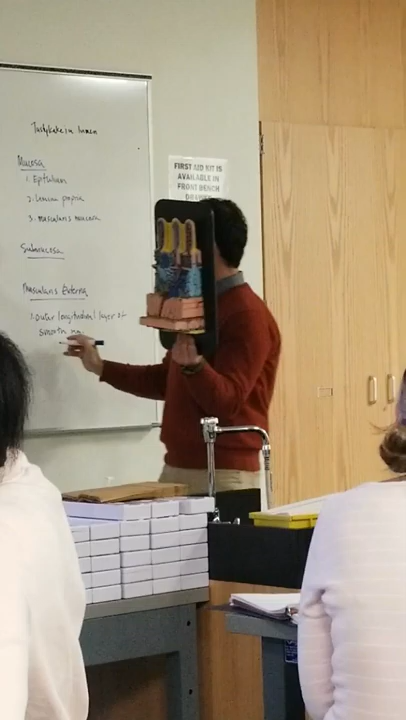 Tastykake in lumen
Mucosa
1. Epithelium
2. Lamina propria
3. Muscularis mucosa
Submucosa
Muscularis Externa
1. outer longitudinal layer of
smooth
FIRST AID KIT IS
AVAILABLE IN
FRONT BENCH